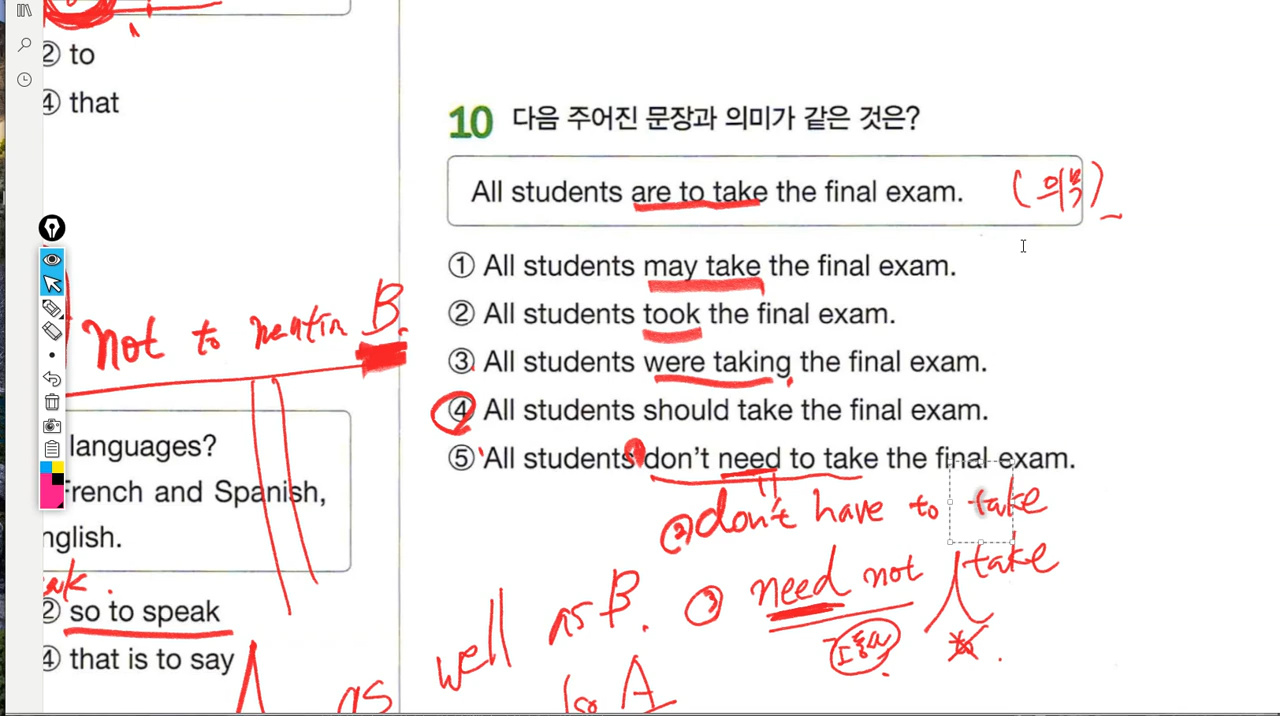 ② to
④ that
not to B.
languages?
French and Spanish,
nglish.
② so to speak
④ that is to say
as
10 다음 주어진 문장과 의미가 같은 것은?
All students are to take the final exam. (의무)
① All students may take the final exam.
② All students took the final exam.
③ All students were taking the final exam.
④ All students should take the final exam.
⑤ All students don't need to take the final exam.
② don't have to take
③ need not take
well as B.
A